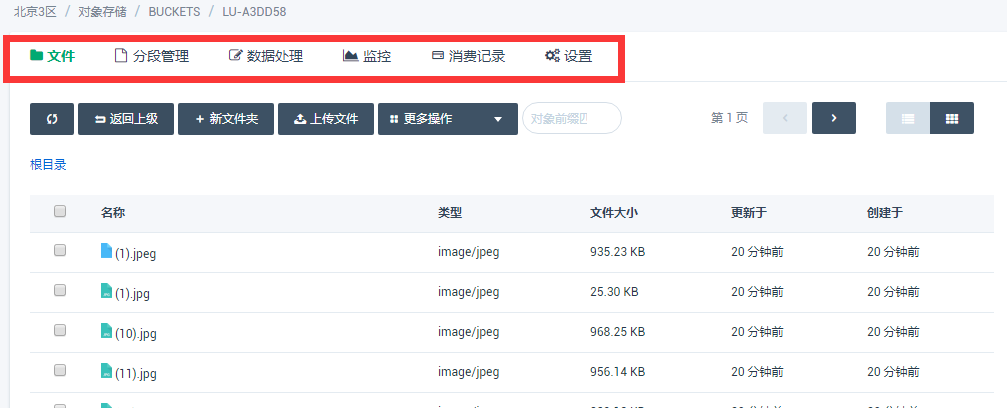 北京3区 / 对象存储 / BUCKETS / LU-A3DD58
文件 分段管理 数据处理 监控 消费记录 设置
返回上级 + 新文件夹 上传文件 更多操作 对象前缀匹 第 1 页
根目录
名称 类型 文件大小 更新于 创建于
(1).jpeg image/jpeg 935.23 KB 20 分钟前 20 分钟前
(1).jpg image/jpeg 25.30 KB 20 分钟前 20 分钟前
(10).jpg image/jpeg 968.25 KB 20 分钟前 20 分钟前
(11).jpg image/jpeg 956.14 KB 20 分钟前 20 分钟前